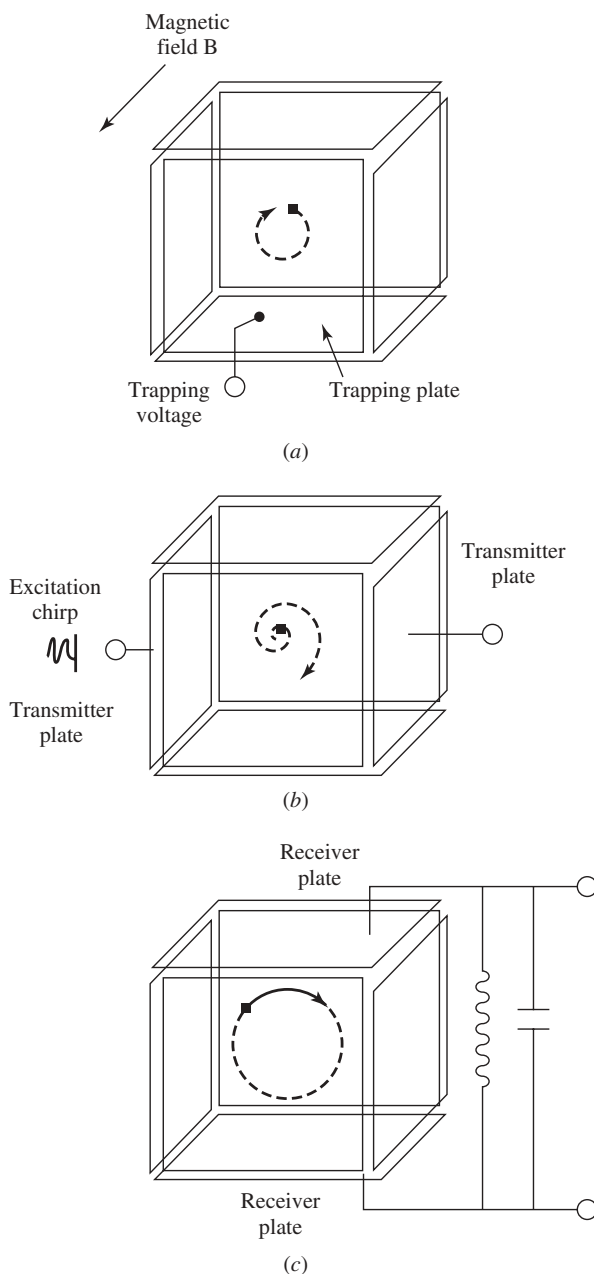 Magnetic
field B
Trapping
voltage
Trapping plate
(a)
Transmitter
plate
Excitation
chirp
Transmitter
plate
(b)
Receiver
plate
Receiver
plate
(c)